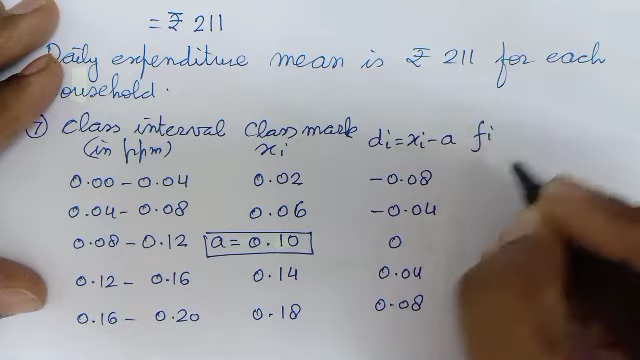 = ₹ 211
Daily expenditure mean is ₹ 211 for each
ousehold.
7) Class interval Class mark di = xi - a fi
(in ppm) xi
0.00 - 0.04 0.02 -0.08
0.04 - 0.08 0.06 -0.04
0.08 - 0.12 a = 0.10 0
0.12 - 0.16 0.14 0.04
0.16 - 0.20 0.18 0.08